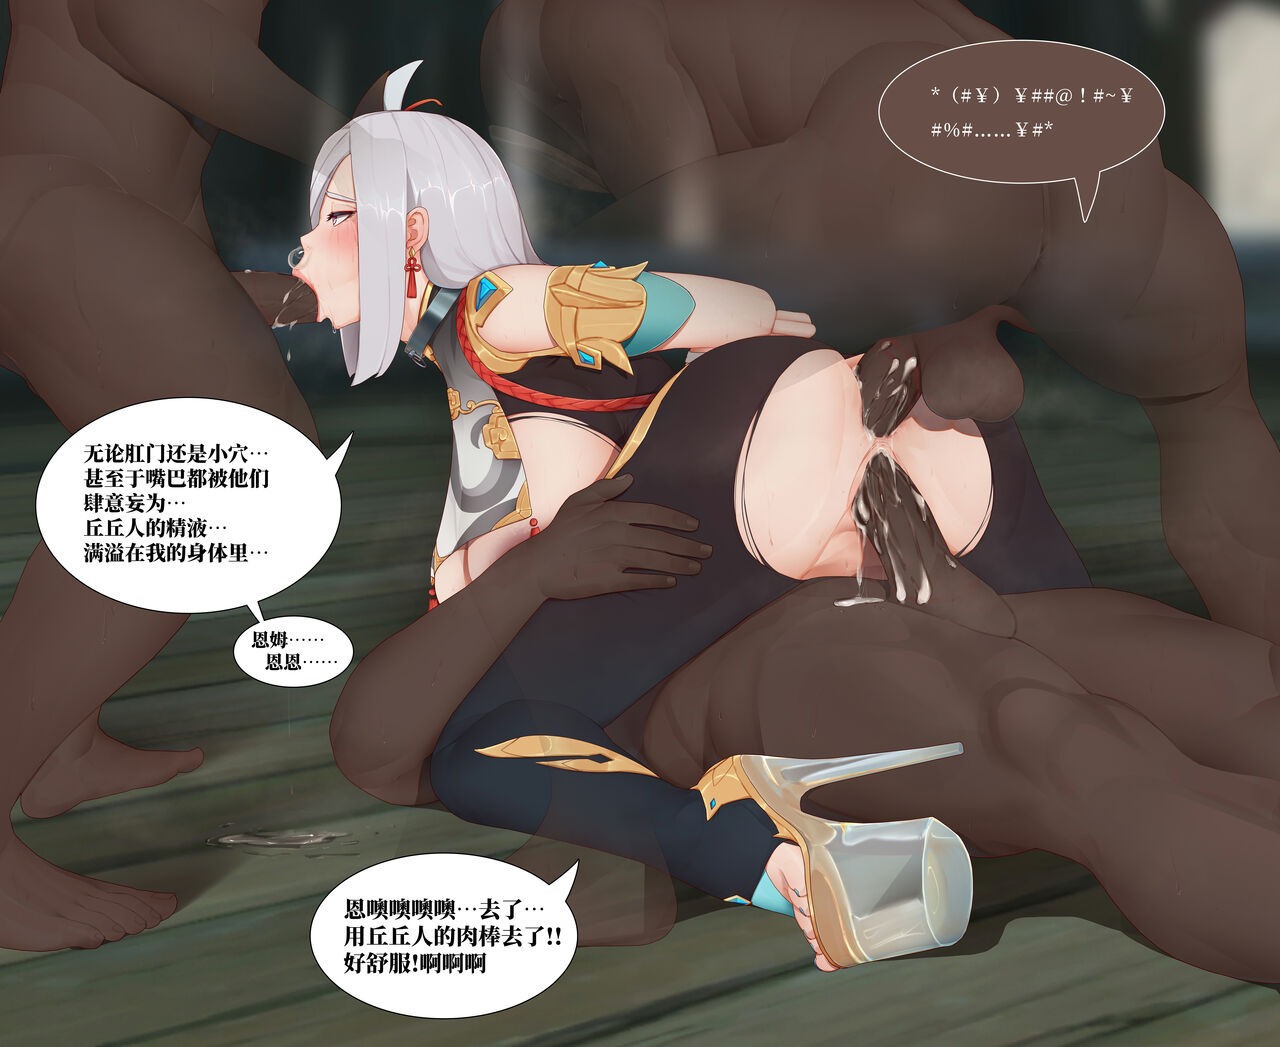 *（#￥）￥##@！#~￥
#%#……￥#*
无论肛门还是小穴…
甚至于嘴巴都被他们
肆意妄为…
丘丘人的精液…
满溢在我的身体里…
恩姆……
恩恩……
恩噢噢噢噢…去了…
用丘丘人的肉棒去了!!
好舒服!啊啊啊